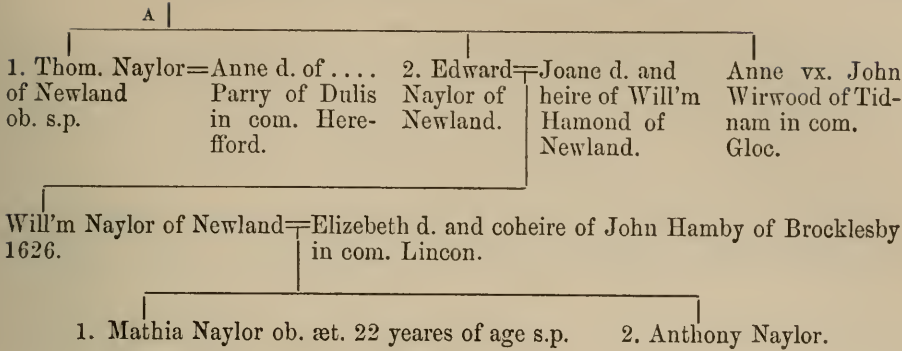 A
1. Thom. Naylor=Anne d. of ....
of Newland
ob. s.p.
Parry of Dulis
in com. Here-
fford.
2. Edward=Joane d. and
Naylor of
Newland.
heire of Will'm
Hamond of
Newland.
Anne vx. John
Wirwood of Tid-
nam in com.
Gloc.
Will'm Naylor of Newland=Elizebeth d. and coheire of John Hamby of Brocklesby
1626.
in com. Lincon.
1. Mathia Naylor ob. æt. 22 yeares of age s.p.
2. Anthony Naylor.